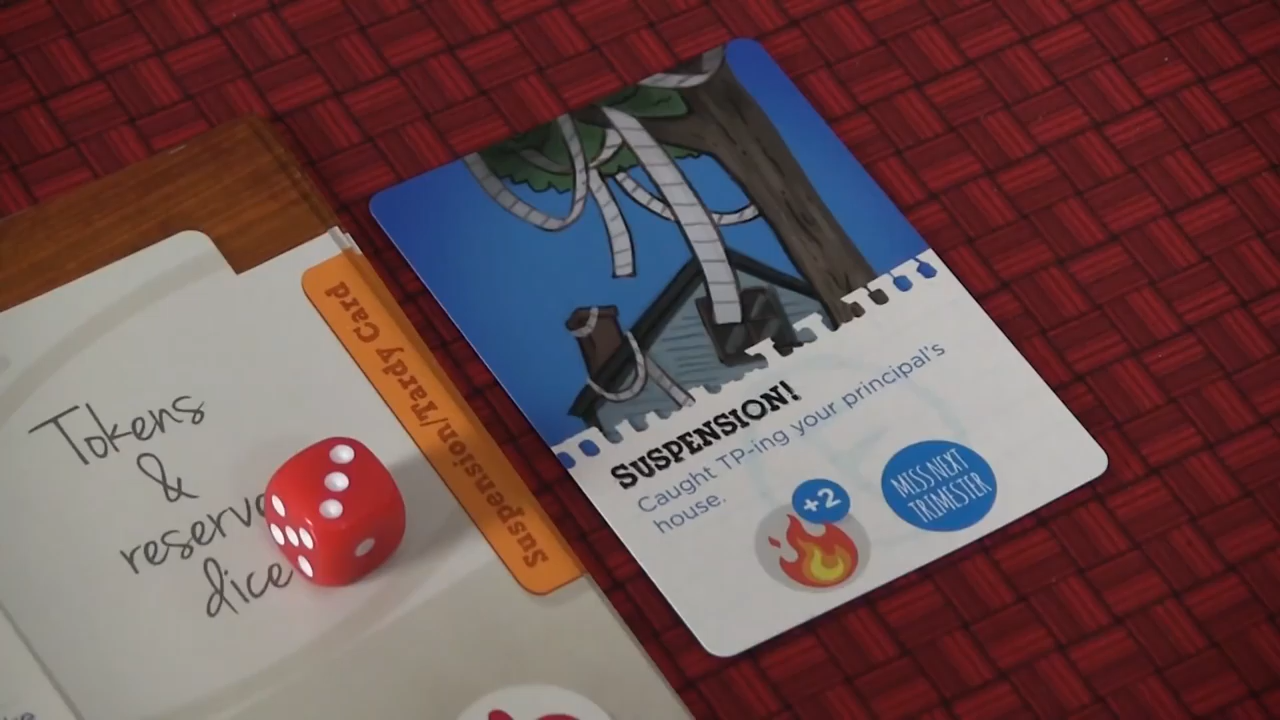 Tokens
&
reserve
dice
Suspension/Tardy Card
SUSPENSION!
Caught TP-ing your principal's
house.
+2
MISS NEXT
TRIMESTER